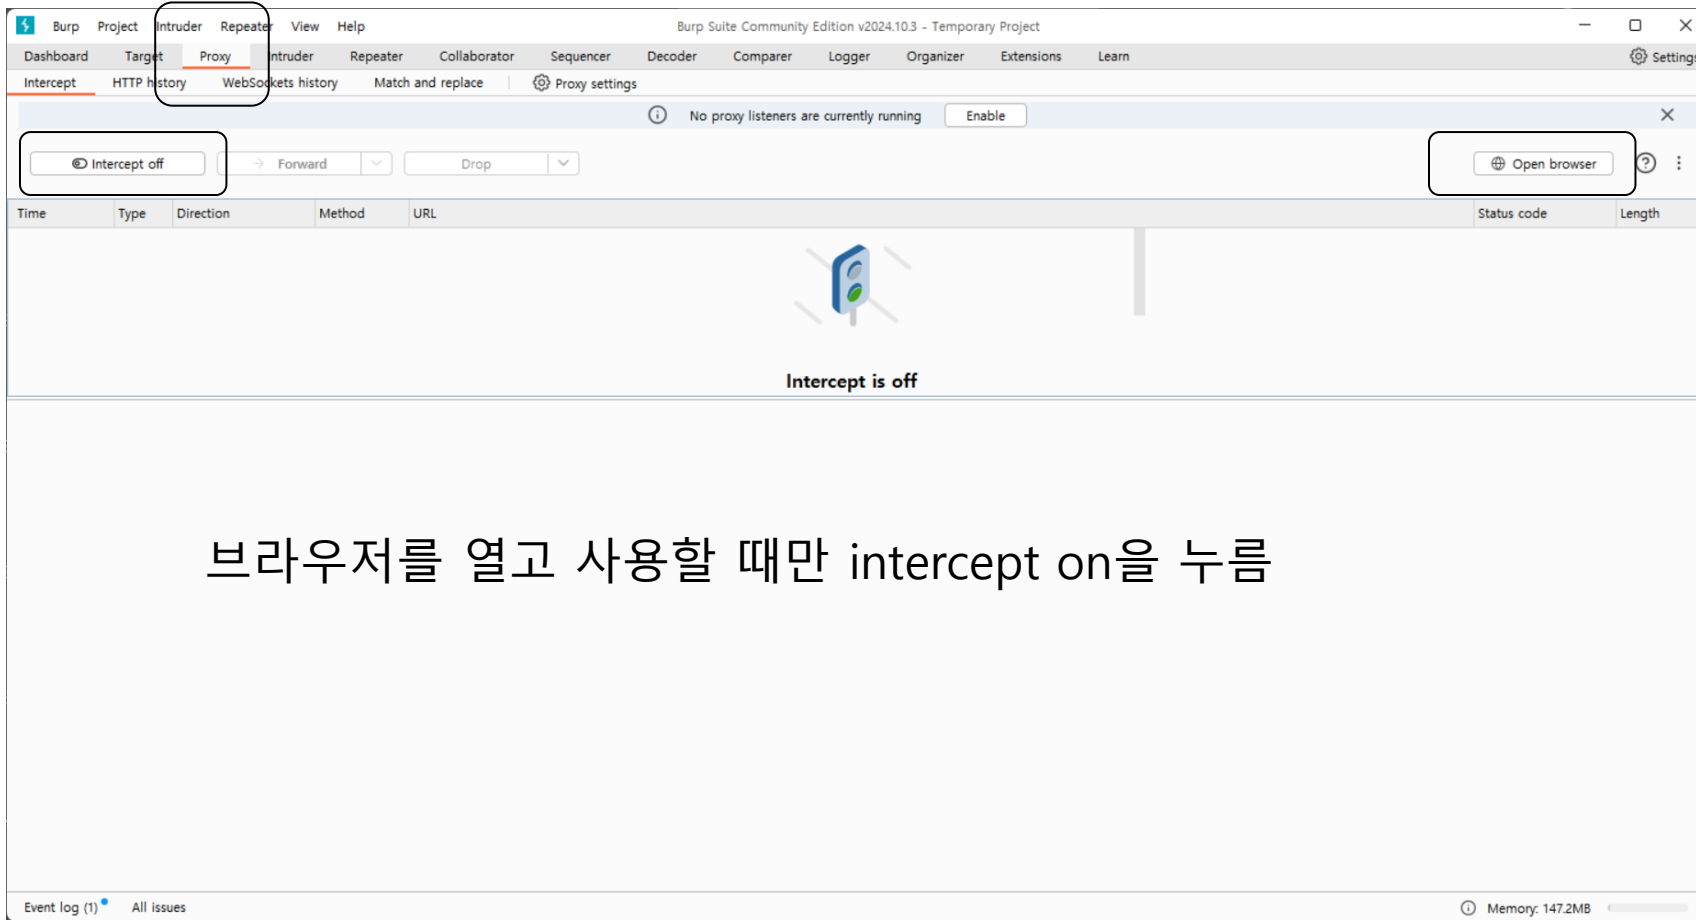 Burp Project Intruder Repeater View Help Burp Suite Community Edition v2024.10.3 - Temporary Project
Dashboard Target Proxy Intruder Repeater Collaborator Sequencer Decoder Comparer Logger Organizer Extensions Learn Settings
Intercept HTTP history WebSockets history Match and replace Proxy settings
No proxy listeners are currently running Enable
Intercept off Forward Drop Open browser
Time Type Direction Method URL Status code Length
Intercept is off
브라우저를 열고 사용할 때만 intercept on을 누름
Event log (1) All issues Memory: 147.2MB